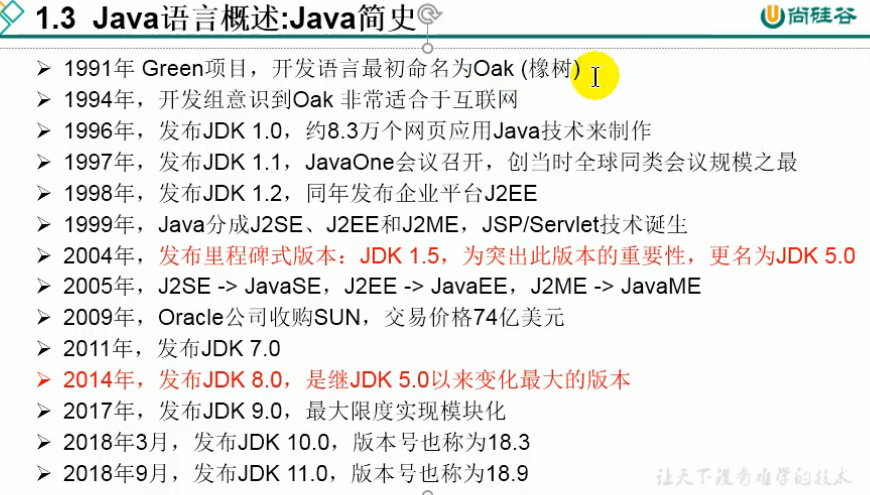 1.3 Java语言概述:Java简史
尚硅谷
1991年 Green项目，开发语言最初命名为Oak (橡树)
1994年，开发组意识到Oak 非常适合于互联网
1996年，发布JDK 1.0，约8.3万个网页应用Java技术来制作
1997年，发布JDK 1.1，JavaOne会议召开，创当时全球同类会议规模之最
1998年，发布JDK 1.2，同年发布企业平台J2EE
1999年，Java分成J2SE、J2EE和J2ME，JSP/Servlet技术诞生
2004年，发布里程碑式版本：JDK 1.5，为突出此版本的重要性，更名为JDK 5.0
2005年，J2SE -> JavaSE，J2EE -> JavaEE，J2ME -> JavaME
2009年，Oracle公司收购SUN，交易价格74亿美元
2011年，发布JDK 7.0
2014年，发布JDK 8.0，是继JDK 5.0以来变化最大的版本
2017年，发布JDK 9.0，最大限度实现模块化
2018年3月，发布JDK 10.0，版本号也称为18.3
2018年9月，发布JDK 11.0，版本号也称为18.9
让天下没有难学的技术